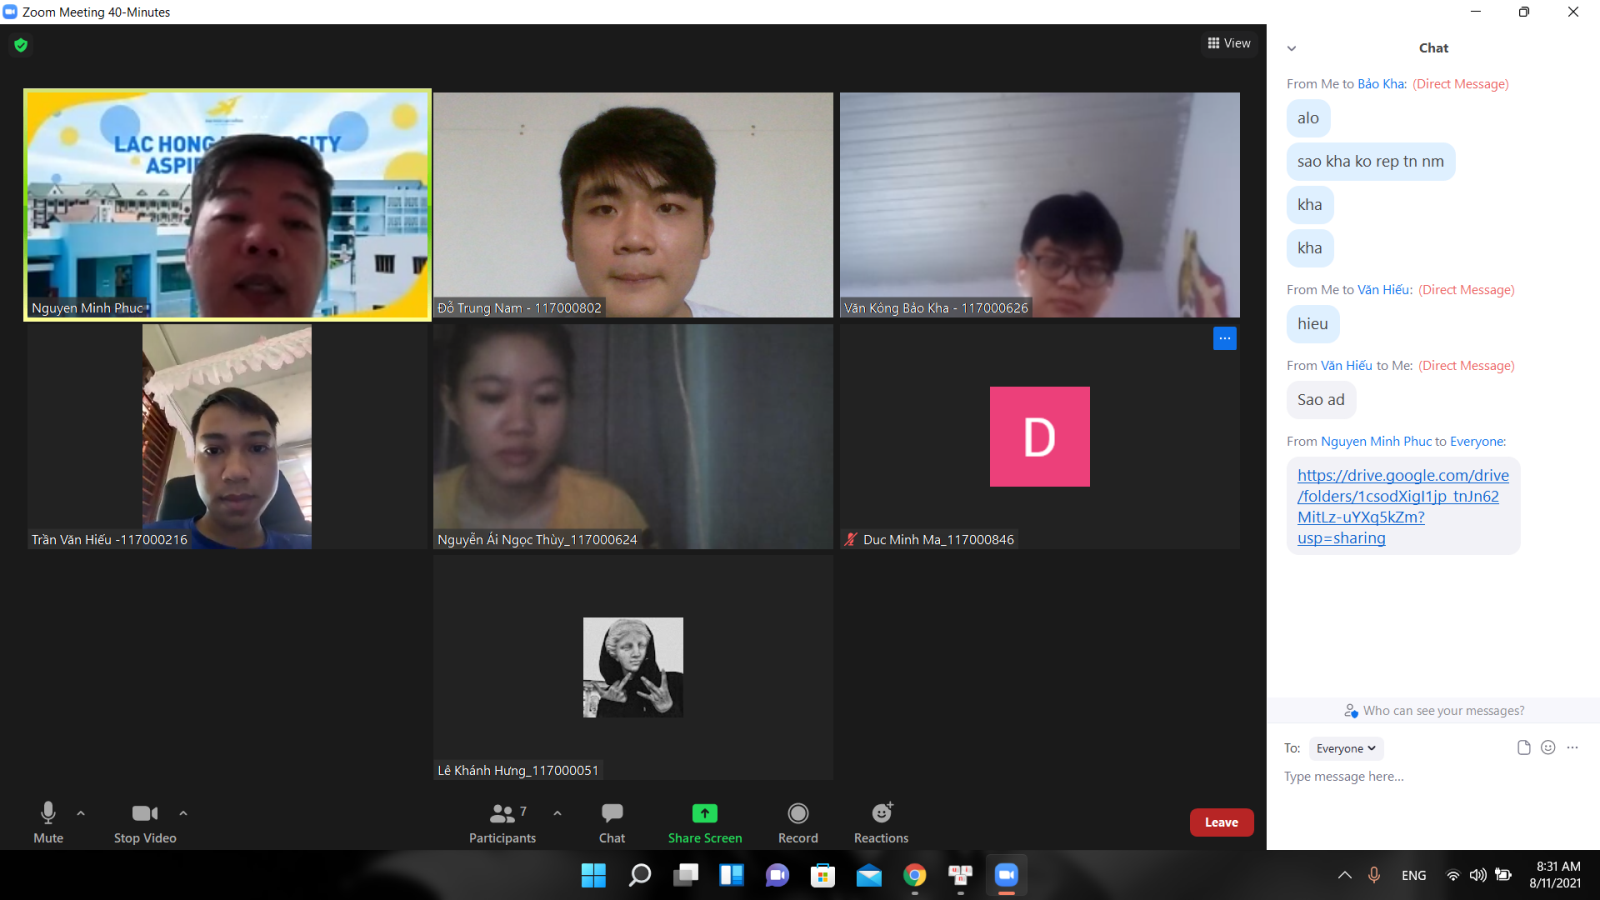 Zoom Meeting 40-Minutes
View
LAC HONG
SITY
ASPI
Nguyen Minh Phuc
Đỗ Trung Nam - 117000802
Văn Kông Bảo Kha - 117000626
Trần Văn Hiếu -117000216
Nguyễn Ái Ngọc Thùy_117000624
D
Duc Minh Ma_117000846
Lê Khánh Hưng_117000051
Mute
Stop Video
7
Participants
Chat
Share Screen
Record
Reactions
Leave
Chat
From Me to Bảo Kha: (Direct Message)
alo
sao kha ko rep tn nm
kha
kha
From Me to Văn Hiếu: (Direct Message)
hieu
From Văn Hiếu to Me: (Direct Message)
Sao ad
From Nguyen Minh Phuc to Everyone:
https://drive.google.com/drive
/folders/1csodXigI1jp_tnJn62
MitLz-uYXq5kZm?
usp=sharing
Who can see your messages?
To: Everyone
Type message here...
ENG
8:31 AM
8/11/2021